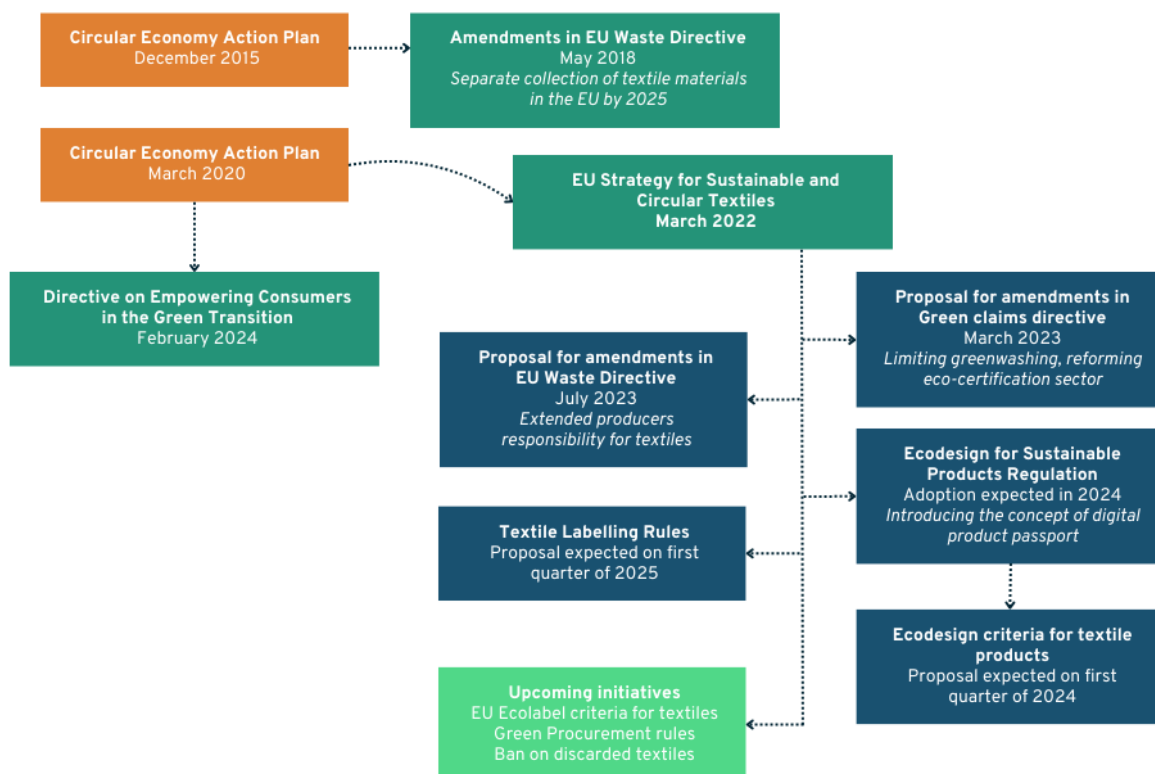 Circular Economy Action Plan
December 2015
Amendments in EU Waste Directive
May 2018
Separate collection of textile materials
in the EU by 2025
Circular Economy Action Plan
March 2020
EU Strategy for Sustainable and
Circular Textiles
March 2022
Directive on Empowering Consumers
in the Green Transition
February 2024
Proposal for amendments in
Green claims directive
March 2023
Limiting greenwashing, reforming
eco-certification sector
Proposal for amendments in
EU Waste Directive
July 2023
Extended producers
responsibility for textiles
Ecodesign for Sustainable
Products Regulation
Adoption expected in 2024
Introducing the concept of digital
product passport
Textile Labelling Rules
Proposal expected on first
quarter of 2025
Ecodesign criteria for textile
products
Proposal expected on first
quarter of 2024
Upcoming initiatives
EU Ecolabel criteria for textiles
Green Procurement rules
Ban on discarded textiles